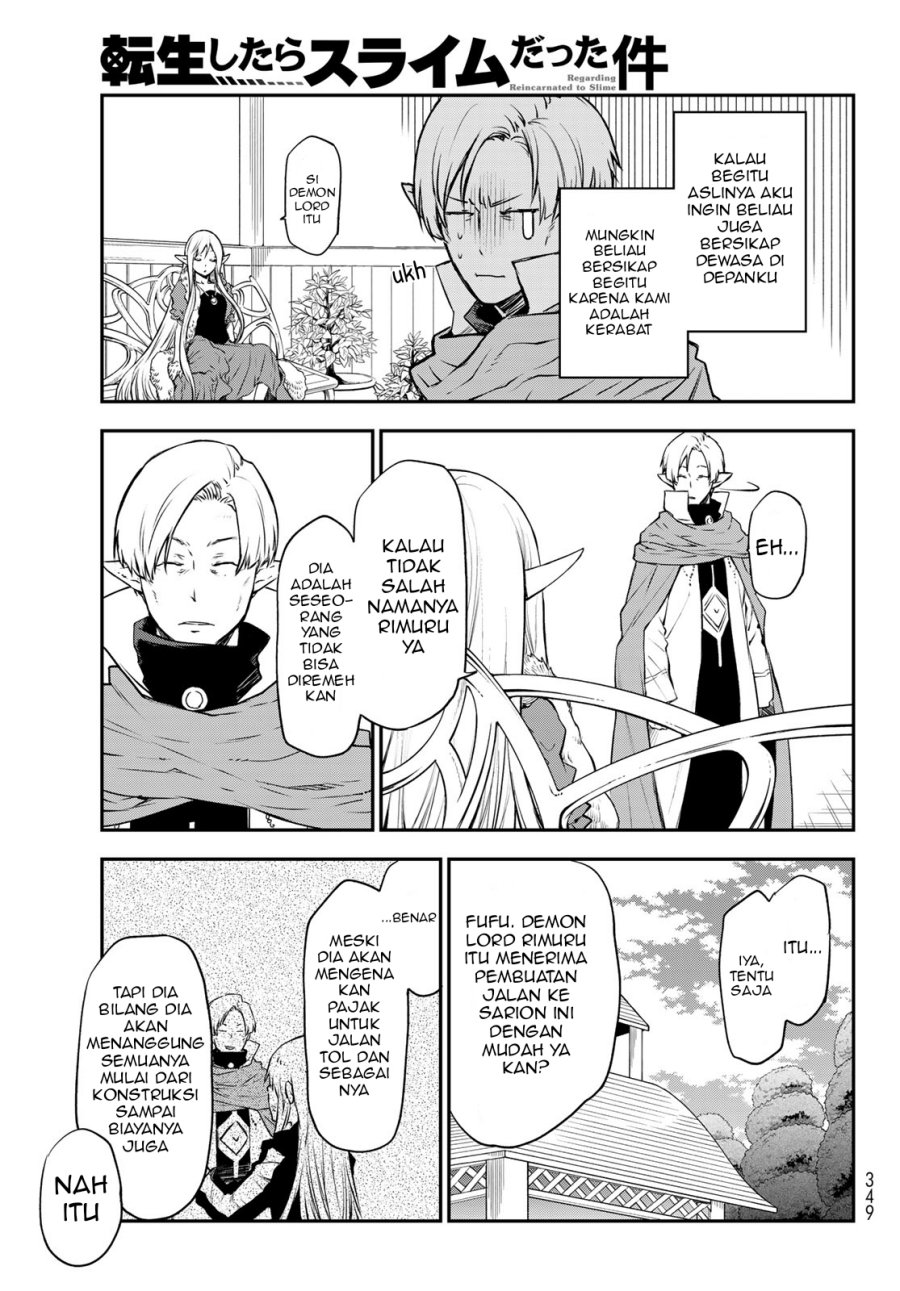 転生したらスライムだった件
Regarding
Reincarnated to Slime
KALAU
BEGITU
ASLINYA AKU
INGIN BELIAU
JUGA
BERSIKAP
DEWASA DI
DEPANKU
MUNGKIN
BELIAU
BERSIKAP
BEGITU
KARENA KAMI
ADALAH
KERABAT
ukh
SI
DEMON
LORD
ITU
EH...
KALAU
TIDAK
SALAH
NAMANYA
RIMURU
YA
DIA
ADALAH
SESEO-
RANG
YANG
TIDAK
BISA
DIREMEH
KAN
ITU...
IYA,
TENTU
SAJA
FUFU. DEMON
LORD RIMURU
ITU MENERIMA
PEMBUATAN
JALAN KE
SARION INI
DENGAN
MUDAH YA
KAN?
...BENAR
MESKI
DIA AKAN
MENGENA
KAN
PAJAK
UNTUK
JALAN
TOL DAN
SEBAGAI
NYA
TAPI DIA
BILANG DIA
AKAN
MENANGGUNG
SEMUANYA
MULAI DARI
KONSTRUKSI
SAMPAI
BIAYANYA
JUGA
NAH
ITU
349